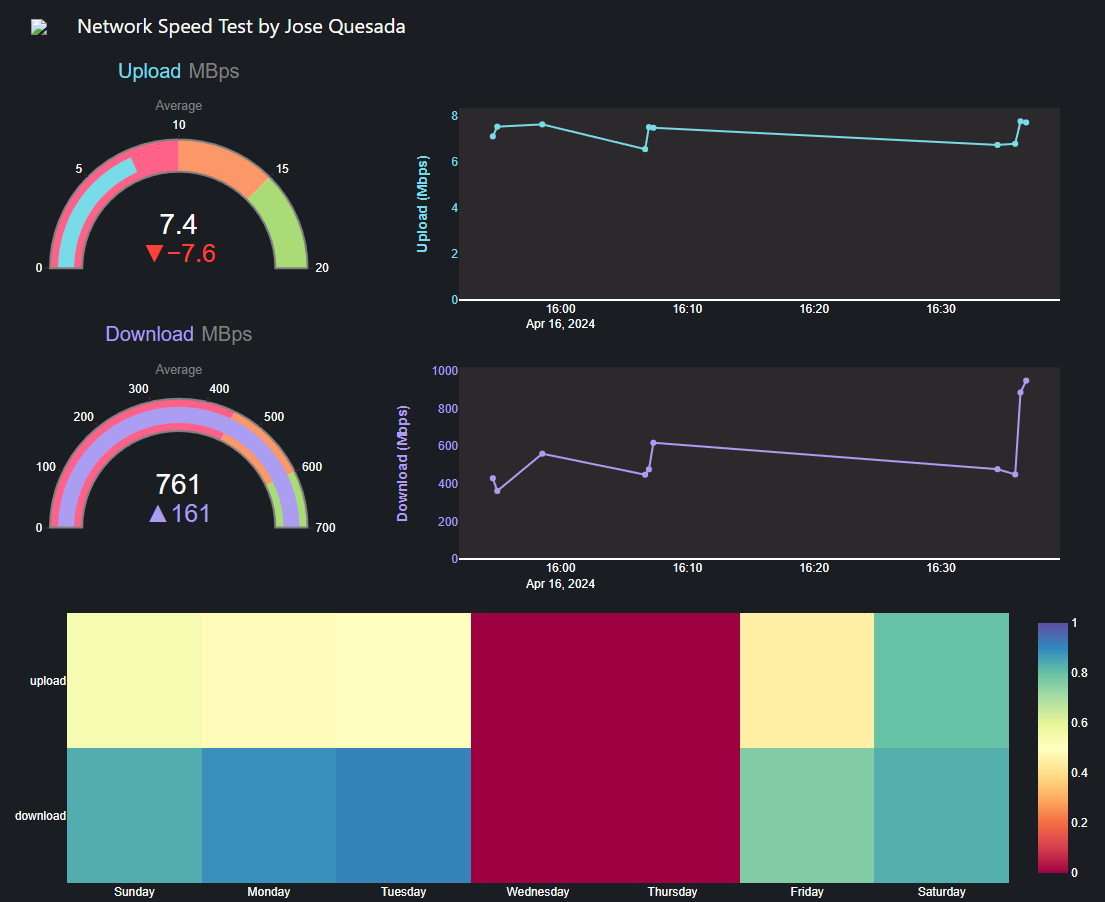 Network Speed Test by Jose Quesada
Upload MBps
Average
0
5
10
15
20
7.4
▼−7.6
Upload (Mbps)
8
6
4
2
0
16:00
16:10
16:20
16:30
Apr 16, 2024
Download MBps
Average
0
100
200
300
400
500
600
700
761
▲161
Download (Mbps)
1000
800
600
400
200
0
16:00
16:10
16:20
16:30
Apr 16, 2024
upload
download
Sunday
Monday
Tuesday
Wednesday
Thursday
Friday
Saturday
1
0.8
0.6
0.4
0.2
0